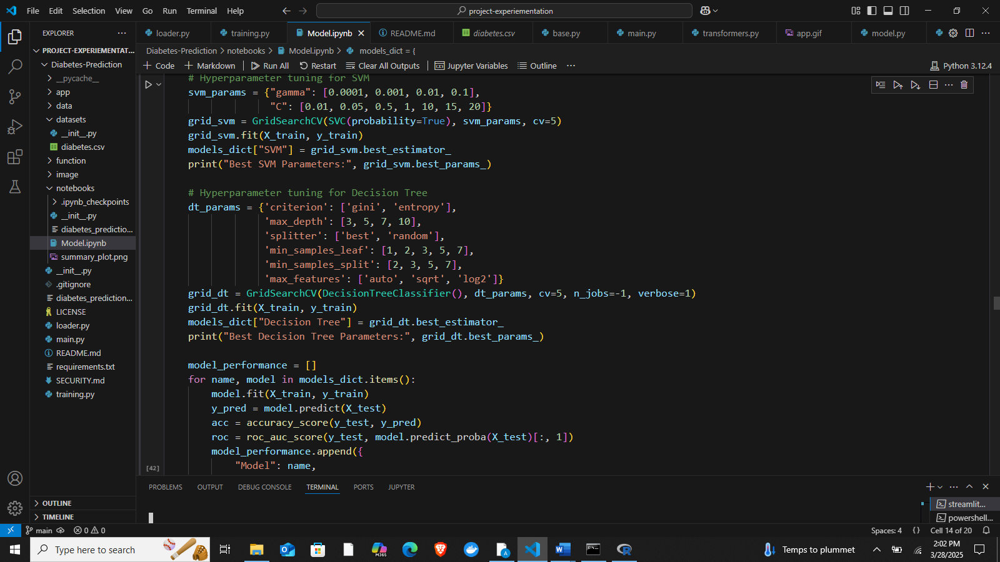 File Edit Selection View Go Run Terminal Help
project-experiementation
EXPLORER
loader.py training.py Model.ipynb README.md diabetes.csv base.py main.py transformers.py app.gif model.py
Diabetes-Prediction > notebooks > Model.ipynb > models_dict = {
+ Code + Markdown Run All Restart Clear All Outputs Jupyter Variables Outline ... Python 3.12.4
PROJECT-EXPERIEMENTAT...
Diabetes-Prediction
__pycache__
app
data
datasets
__init__.py
diabetes.csv
function
image
notebooks
.ipynb_checkpoints
__init__.py
diabetes_predictio...
Model.ipynb
summary_plot.png
__init__.py
.gitignore
diabetes_prediction...
LICENSE
loader.py
main.py
README.md
requirements.txt
SECURITY.md
training.py
OUTLINE
TIMELINE
# Hyperparameter tuning for SVM
svm_params = {"gamma": [0.0001, 0.001, 0.01, 0.1],
"C": [0.01, 0.05, 0.5, 1, 10, 15, 20]}
grid_svm = GridSearchCV(SVC(probability=True), svm_params, cv=5)
grid_svm.fit(X_train, y_train)
models_dict["SVM"] = grid_svm.best_estimator_
print("Best SVM Parameters:", grid_svm.best_params_)
# Hyperparameter tuning for Decision Tree
dt_params = {'criterion': ['gini', 'entropy'],
'max_depth': [3, 5, 7, 10],
'splitter': ['best', 'random'],
'min_samples_leaf': [1, 2, 3, 5, 7],
'min_samples_split': [2, 3, 5, 7],
'max_features': ['auto', 'sqrt', 'log2']}
grid_dt = GridSearchCV(DecisionTreeClassifier(), dt_params, cv=5, n_jobs=-1, verbose=1)
grid_dt.fit(X_train, y_train)
models_dict["Decision Tree"] = grid_dt.best_estimator_
print("Best Decision Tree Parameters:", grid_dt.best_params_)
model_performance = []
for name, model in models_dict.items():
model.fit(X_train, y_train)
y_pred = model.predict(X_test)
acc = accuracy_score(y_test, y_pred)
roc = roc_auc_score(y_test, model.predict_proba(X_test)[:, 1])
model_performance.append({
"Model": name,
[42]
PROBLEMS OUTPUT DEBUG CONSOLE TERMINAL PORTS JUPYTER
streamlit...
powershell...
main 0 0 Spaces: 4 {} Cell 14 of 20
Type here to search
M365
Temps to plummet
2:02 PM
3/28/2025